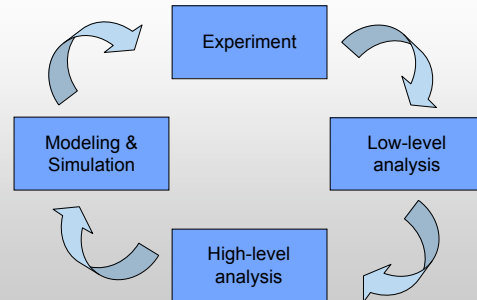 Experiment
Modeling &
Simulation
Low-level
analysis
High-level
analysis